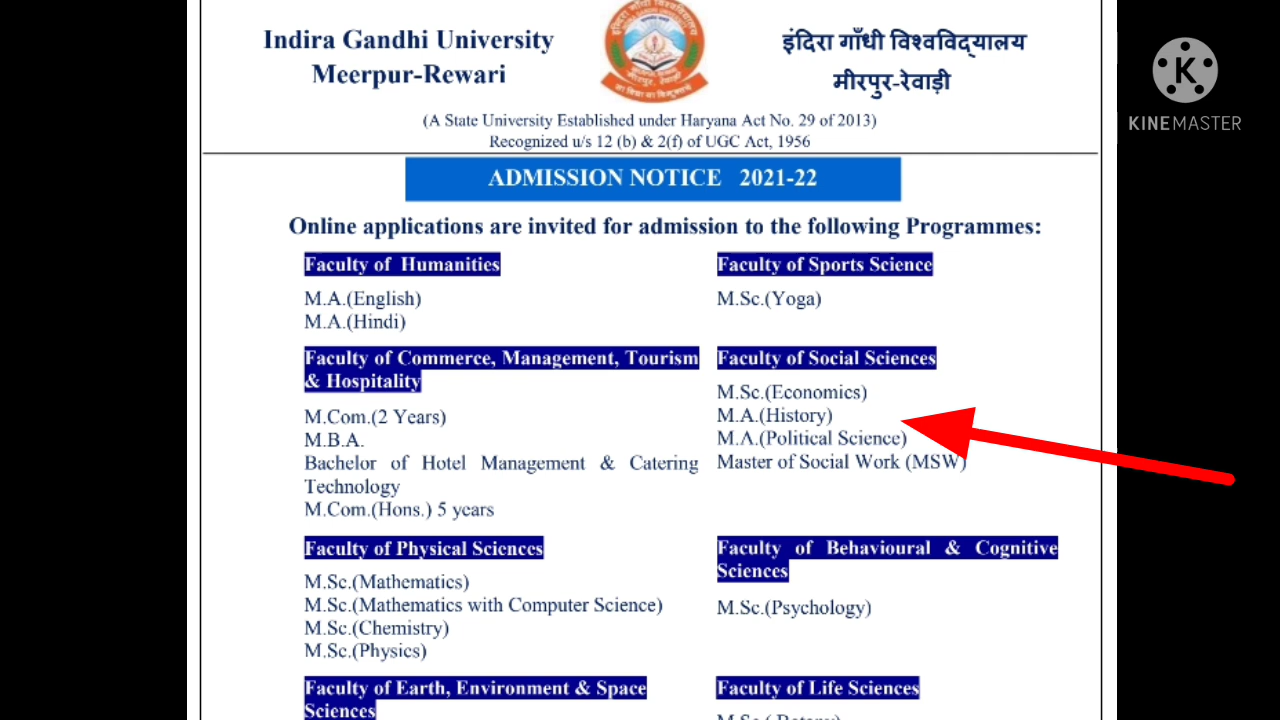 Indira Gandhi University
Meerpur-Rewari
इंदिरा गाँधी विश्वविद्यालय
मीरपुर-रेवाड़ी
(A State University Established under Haryana Act No. 29 of 2013)
Recognized u/s 12 (b) & 2(f) of UGC Act, 1956
ADMISSION NOTICE 2021-22
Online applications are invited for admission to the following Programmes:
Faculty of Humanities
M.A.(English)
M.A.(Hindi)
Faculty of Commerce, Management, Tourism
& Hospitality
M.Com.(2 Years)
M.B.A.
Bachelor of Hotel Management & Catering
Technology
M.Com.(Hons.) 5 years
Faculty of Physical Sciences
M.Sc.(Mathematics)
M.Sc.(Mathematics with Computer Science)
M.Sc.(Chemistry)
M.Sc.(Physics)
Faculty of Earth, Environment & Space
Sciences
Faculty of Sports Science
M.Sc.(Yoga)
Faculty of Social Sciences
M.Sc.(Economics)
M.A.(History)
M.A.(Political Science)
Master of Social Work (MSW)
Faculty of Behavioural & Cognitive
Sciences
M.Sc.(Psychology)
Faculty of Life Sciences
K
KINEMASTER